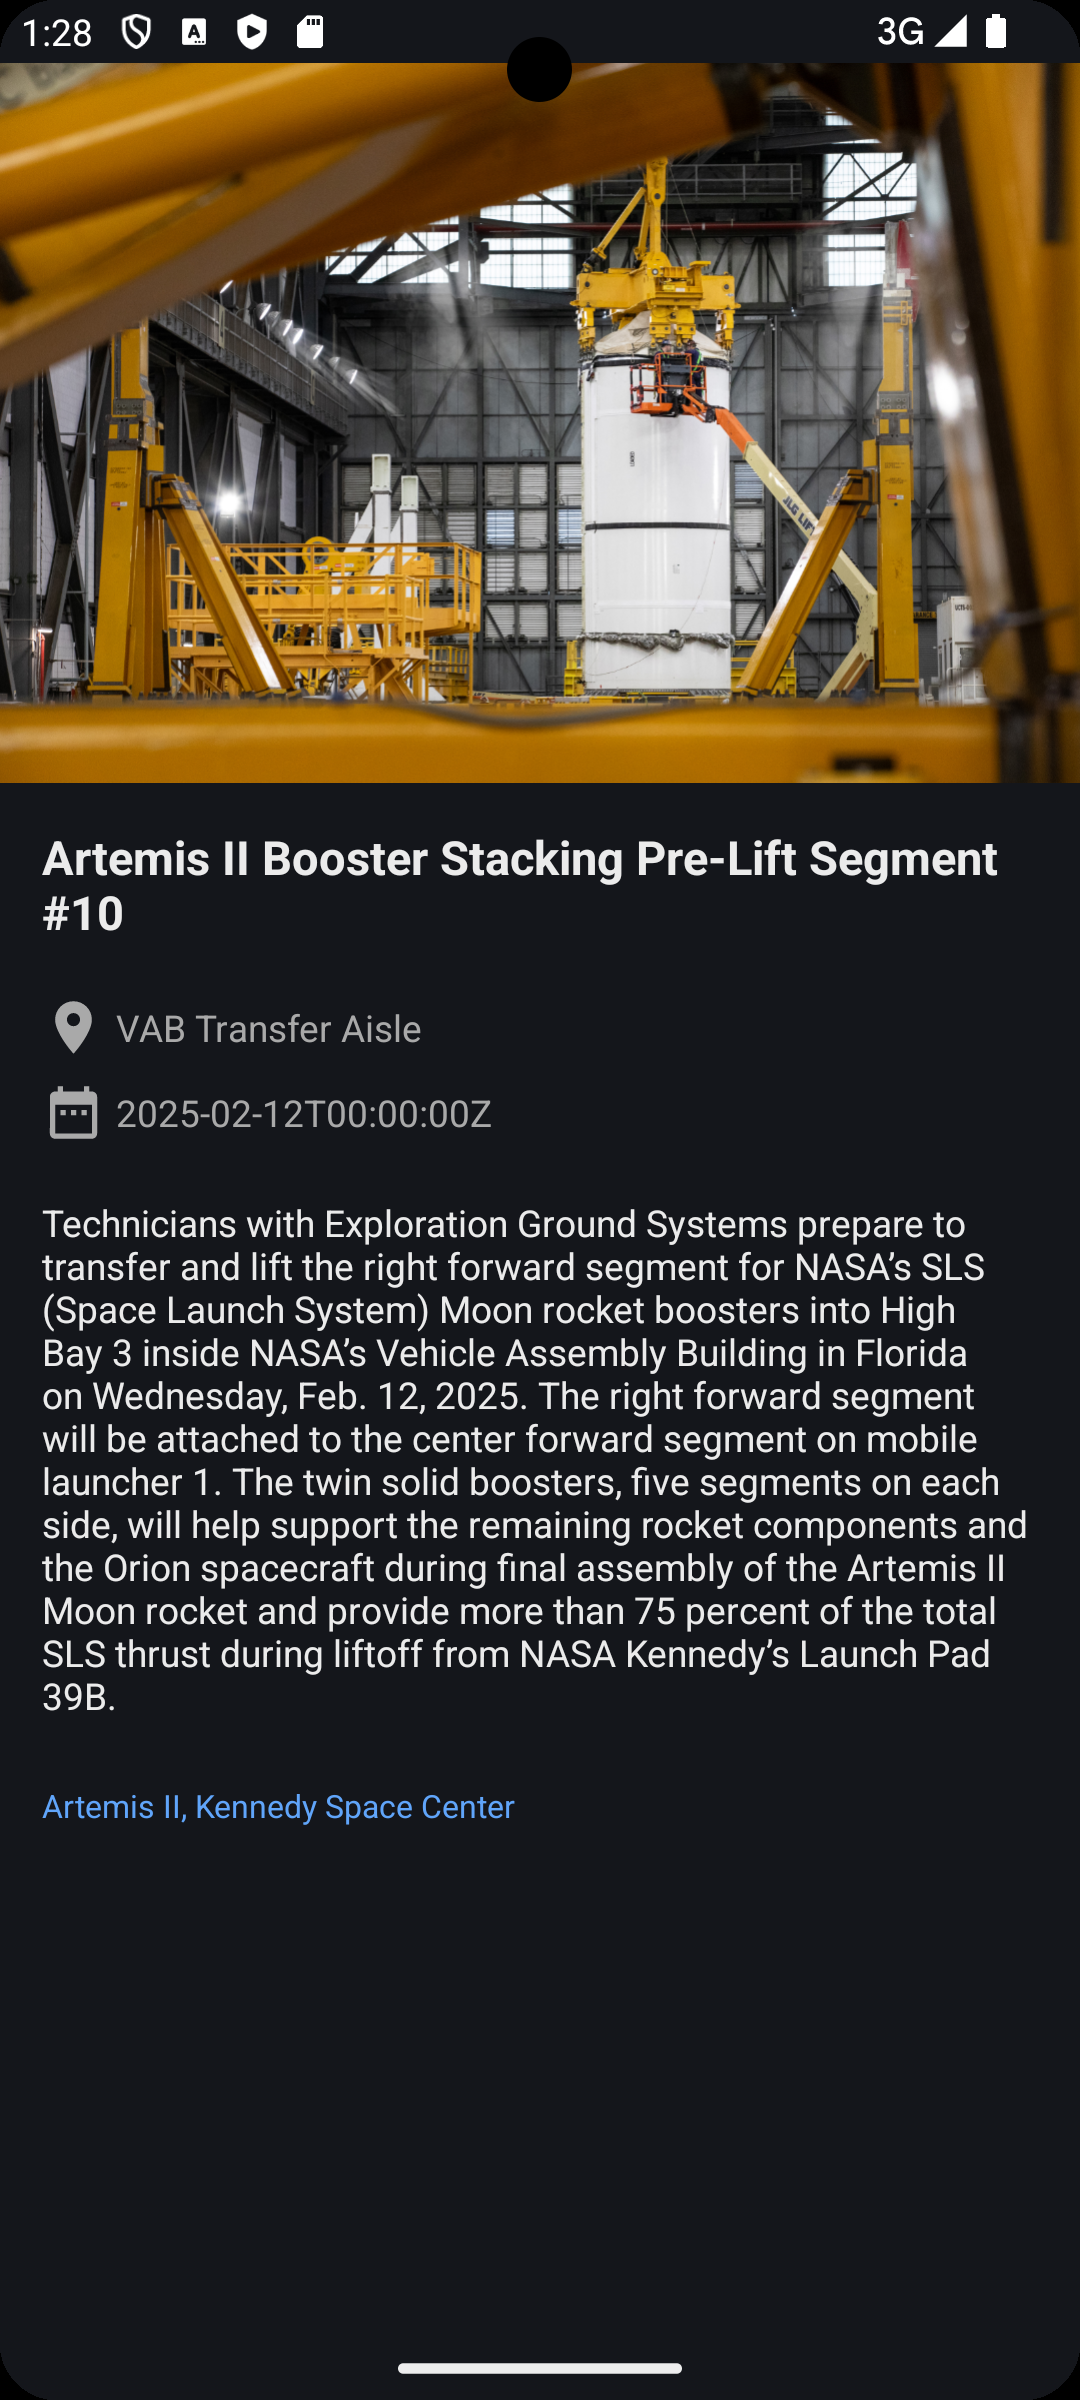 1:28
3G
JLG LIFT
Artemis II Booster Stacking Pre-Lift Segment
#10
VAB Transfer Aisle
2025-02-12T00:00:00Z
Technicians with Exploration Ground Systems prepare to
transfer and lift the right forward segment for NASA’s SLS
(Space Launch System) Moon rocket boosters into High
Bay 3 inside NASA’s Vehicle Assembly Building in Florida
on Wednesday, Feb. 12, 2025. The right forward segment
will be attached to the center forward segment on mobile
launcher 1. The twin solid boosters, five segments on each
side, will help support the remaining rocket components and
the Orion spacecraft during final assembly of the Artemis II
Moon rocket and provide more than 75 percent of the total
SLS thrust during liftoff from NASA Kennedy’s Launch Pad
39B.
Artemis II, Kennedy Space Center